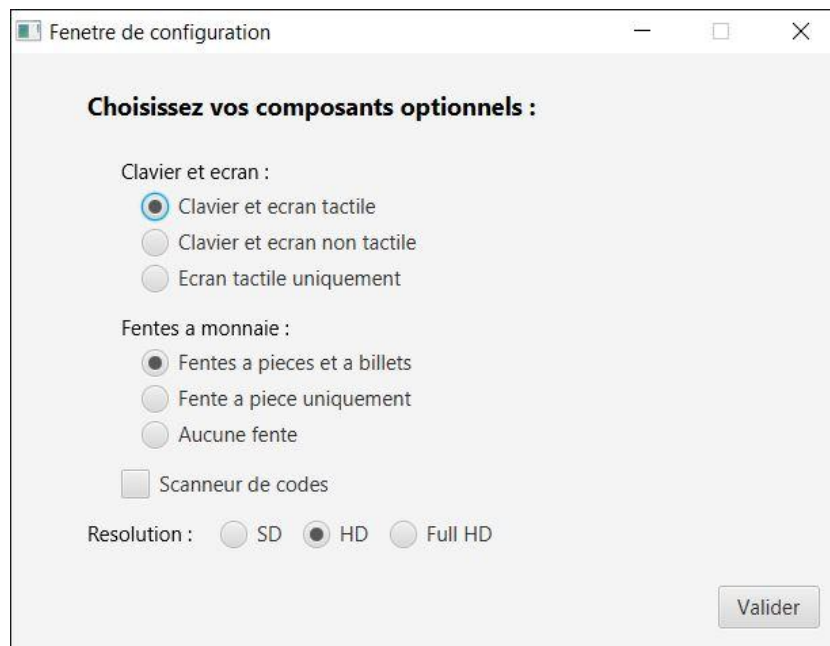 Fenetre de configuration
Choisissez vos composants optionnels :
Clavier et ecran :
Clavier et ecran tactile
Clavier et ecran non tactile
Ecran tactile uniquement
Fentes a monnaie :
Fentes a pieces et a billets
Fente a piece uniquement
Aucune fente
Scanneur de codes
Resolution : SD HD Full HD
Valider